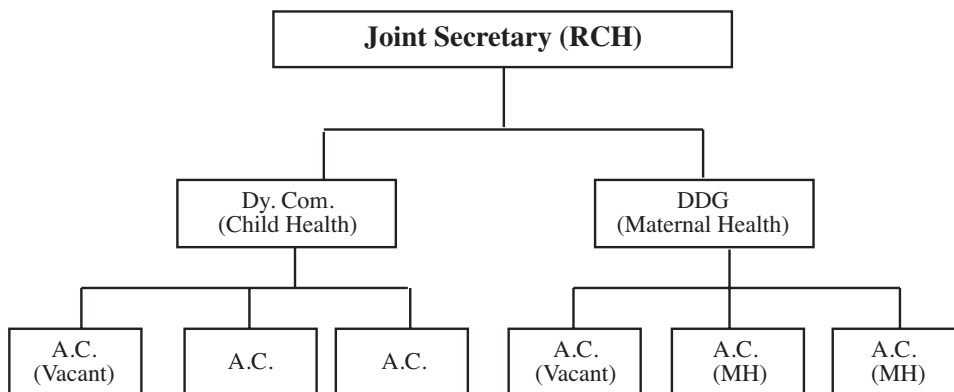 Joint Secretary (RCH)
Dy. Com.
(Child Health)
DDG
(Maternal Health)
A.C.
(Vacant)
A.C.
A.C.
A.C.
(Vacant)
A.C.
(MH)
A.C.
(MH)